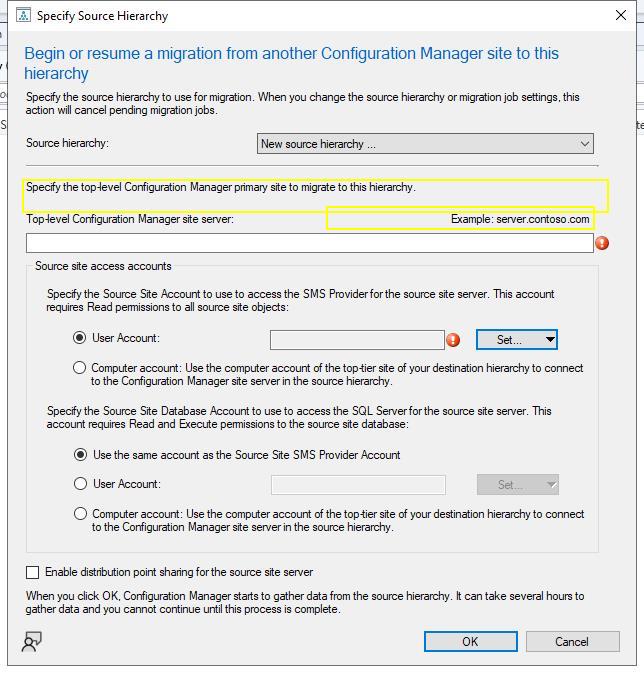 Specify Source Hierarchy
Begin or resume a migration from another Configuration Manager site to this
hierarchy
Specify the source hierarchy to use for migration. When you change the source hierarchy or migration job settings, this
action will cancel pending migration jobs.
Source hierarchy: New source hierarchy ...
Specify the top-level Configuration Manager primary site to migrate to this hierarchy.
Top-level Configuration Manager site server: Example: server.contoso.com
Source site access accounts
Specify the Source Site Account to use to access the SMS Provider for the source site server. This account
requires Read permissions to all source site objects:
User Account: Set...
Computer account: Use the computer account of the top-tier site of your destination hierarchy to connect
to the Configuration Manager site server in the source hierarchy.
Specify the Source Site Database Account to use to access the SQL Server for the source site server. This
account requires Read and Execute permissions to the source site database:
Use the same account as the Source Site SMS Provider Account
User Account: Set...
Computer account: Use the computer account of the top-tier site of your destination hierarchy to connect
to the Configuration Manager site server in the source hierarchy.
Enable distribution point sharing for the source site server
When you click OK, Configuration Manager starts to gather data from the source hierarchy. It can take several hours to
gather data and you cannot continue until this process is complete.
OK Cancel